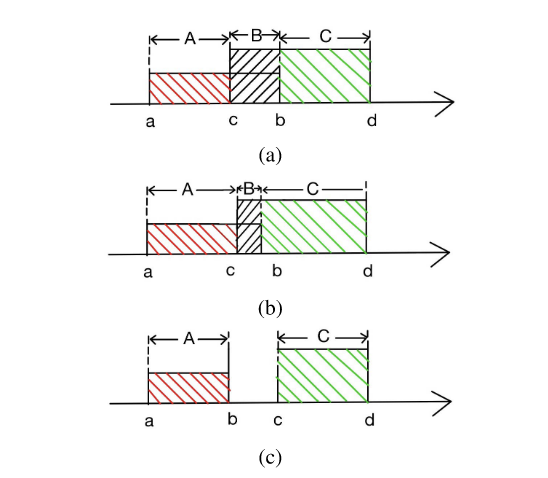 A B C
a c b d
(a)
A B C
a c b d
(b)
A C
a b c d
(c)